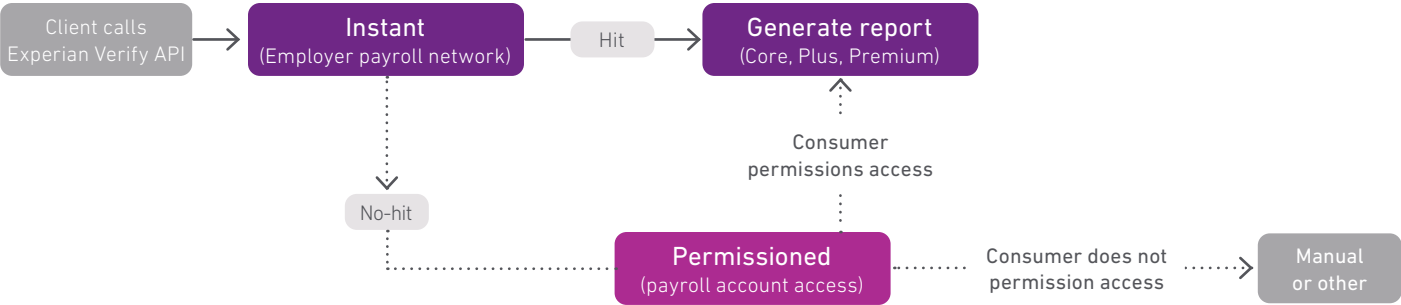 Client calls
Experian Verify API
Instant
(Employer payroll network)
Hit
Generate report
(Core, Plus, Premium)
Consumer
permissions access
No-hit
Permissioned
(payroll account access)
Consumer does not
permission access
Manual
or other